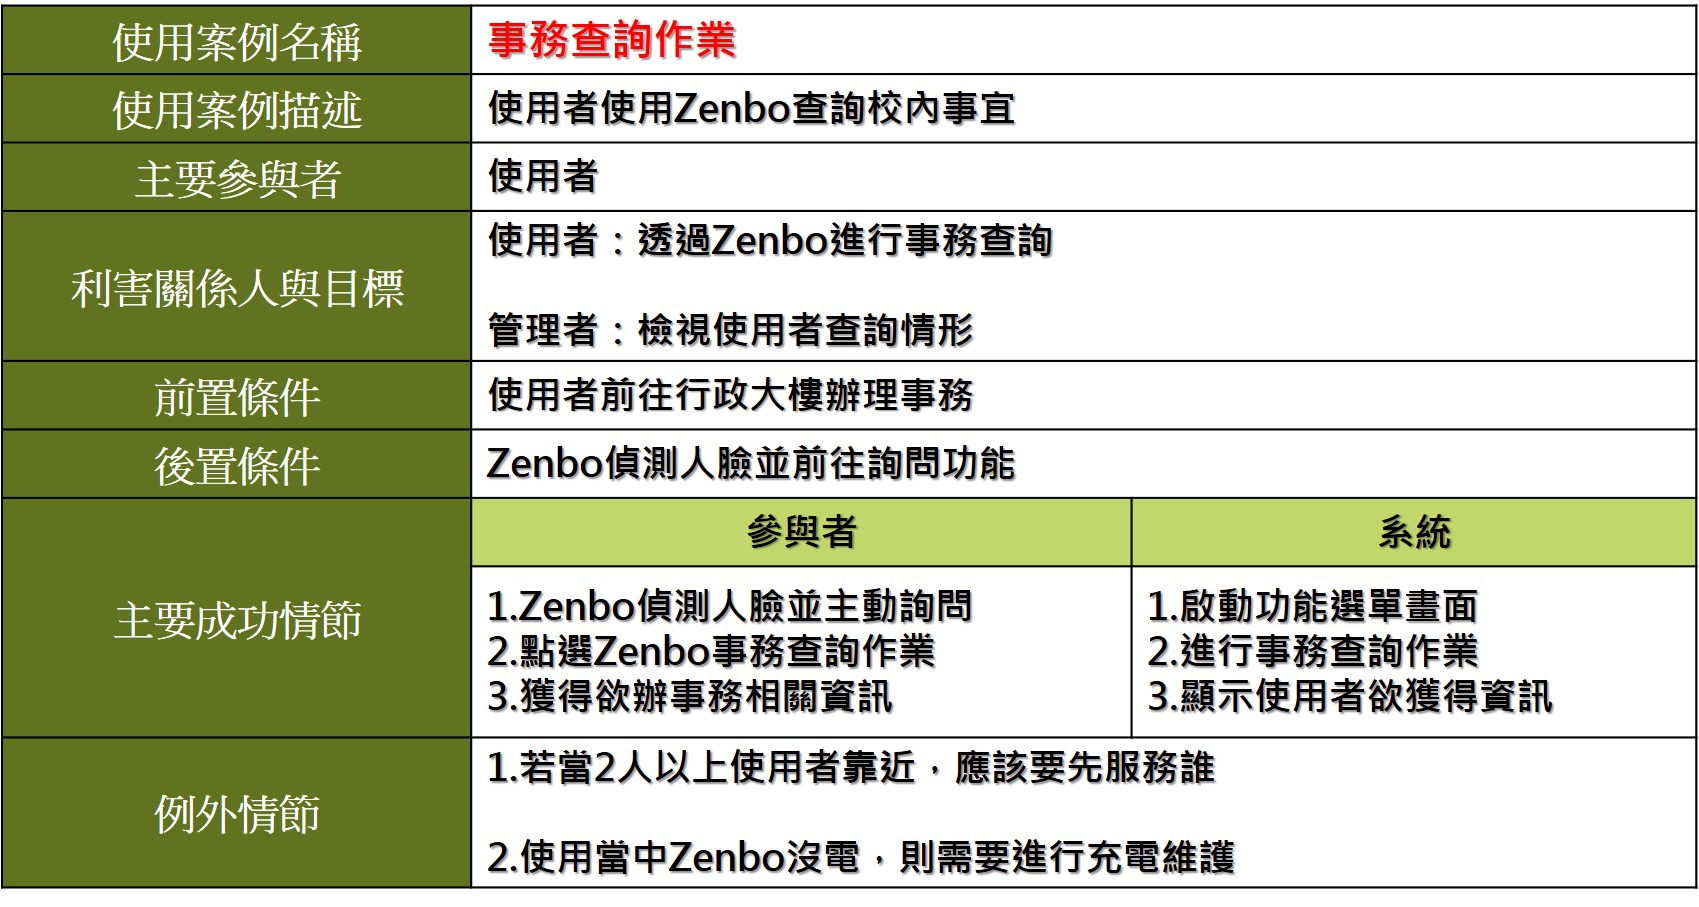 使用案例名稱
事務查詢作業
使用案例描述
使用者使用Zenbo查詢校內事宜
主要參與者
使用者
利害關係人與目標
使用者：透過Zenbo進行事務查詢
管理者：檢視使用者查詢情形
前置條件
使用者前往行政大樓辦理事務
後置條件
Zenbo偵測人臉並前往詢問功能
主要成功情節
參與者
系統
1.Zenbo偵測人臉並主動詢問
2.點選Zenbo事務查詢作業
3.獲得欲辦事務相關資訊
1.啟動功能選單畫面
2.進行事務查詢作業
3.顯示使用者欲獲得資訊
例外情節
1.若當2人以上使用者靠近，應該要先服務誰
2.使用當中Zenbo沒電，則需要進行充電維護